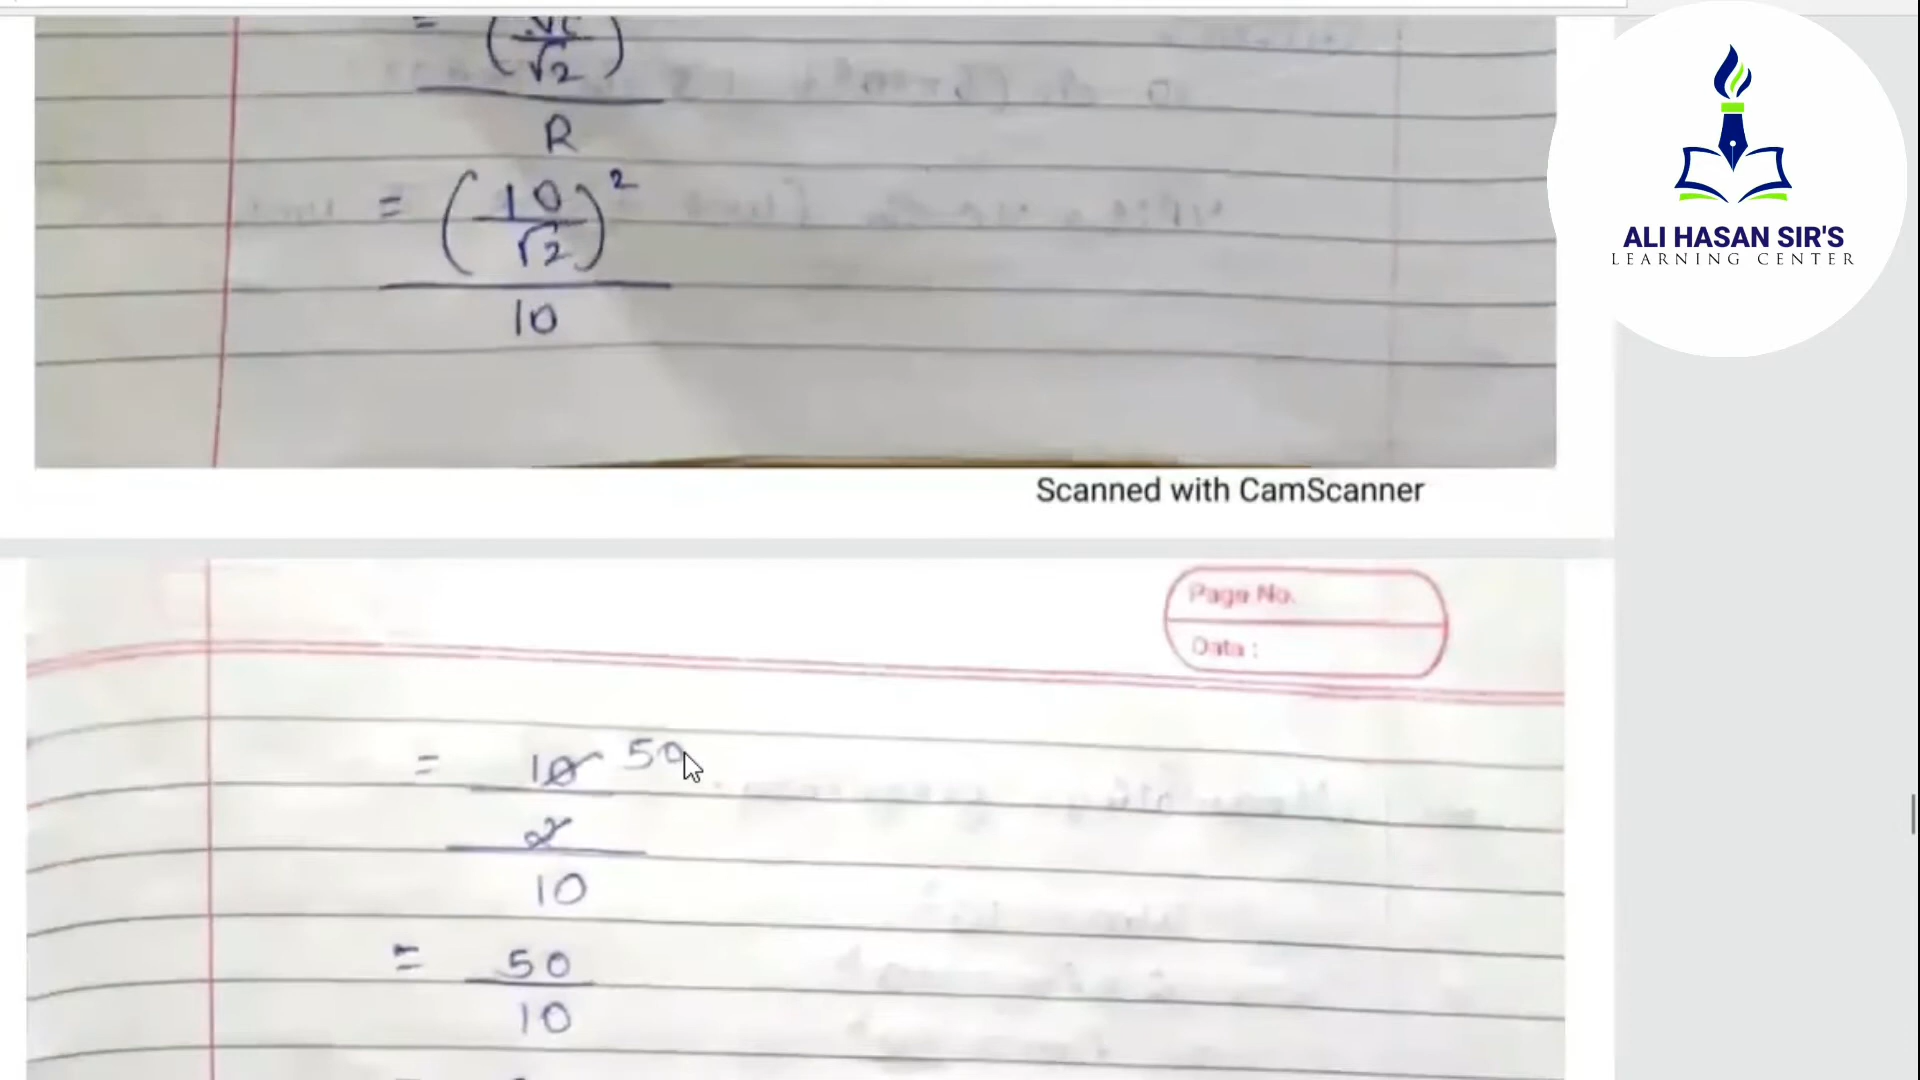 = (Vc/√2)
R
= (10/√2)²
10
Scanned with CamScanner
ALI HASAN SIR'S
LEARNING CENTER
Page No.
Data :
= 10 50
2
10
= 50
10